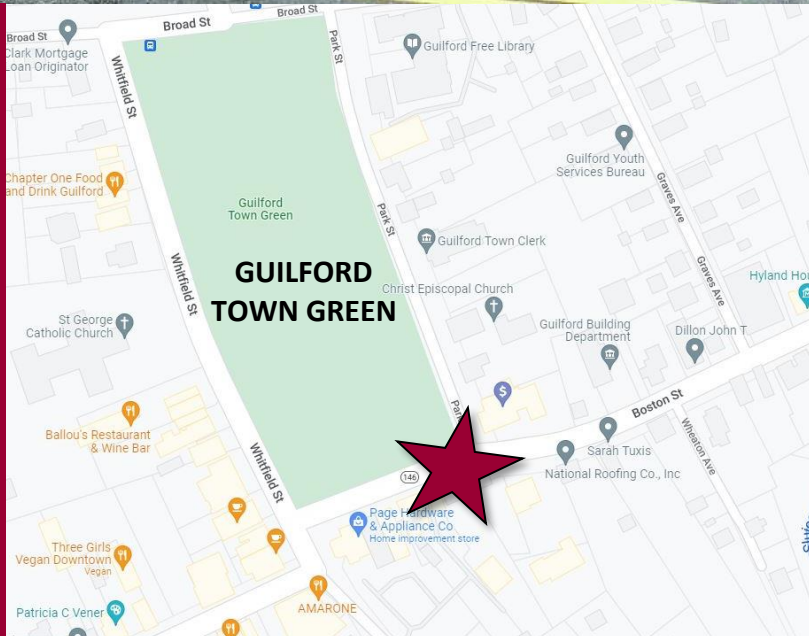 Broad St
Broad St
Broad St
Clark Mortgage
Loan Originator
Whitfield St
Park St
Guilford Free Library
Guilford Youth
Services Bureau
Graves Ave
Chapter One Food
and Drink Guilford
Guilford
Town Green
Park St
Guilford Town Clerk
Graves Ave
GUILFORD
TOWN GREEN
Whitfield St
Christ Episcopal Church
Hyland Hou
St George
Catholic Church
Guilford Building
Department
Dillon John T
$
Park
Boston St
Ballou's Restaurant
& Wine Bar
Whitfield St
Sarah Tuxis
Wheaton Ave
National Roofing Co., Inc
146
Page Hardware
& Appliance Co
Home improvement store
Three Girls
Vegan Downtown
Vegan
AMARONE
Patricia C Vener